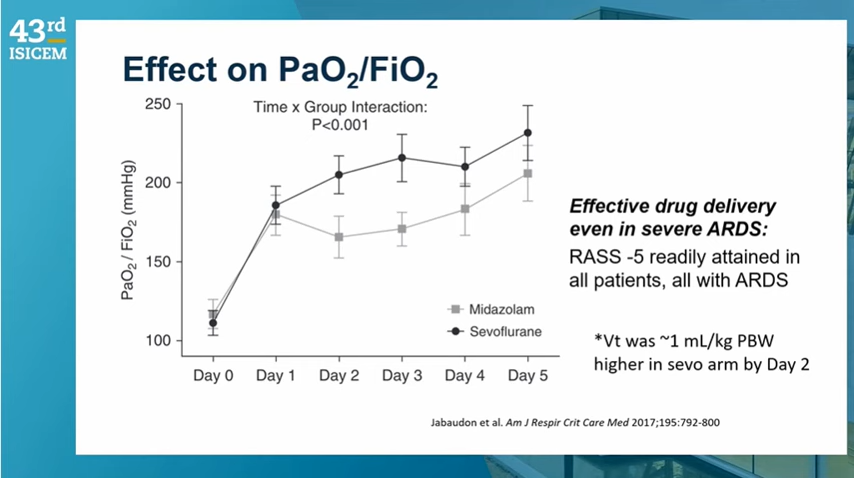 43rd
ISICEM
Effect on PaO2/FiO2
Time x Group Interaction:
P<0.001
PaO2 / FiO2 (mmHg)
250
200
150
100
Midazolam
Sevoflurane
Day 0 Day 1 Day 2 Day 3 Day 4 Day 5
Effective drug delivery
even in severe ARDS:
RASS -5 readily attained in
all patients, all with ARDS
*Vt was ~1 mL/kg PBW
higher in sevo arm by Day 2
Jabaudon et al. Am J Respir Crit Care Med 2017;195:792-800